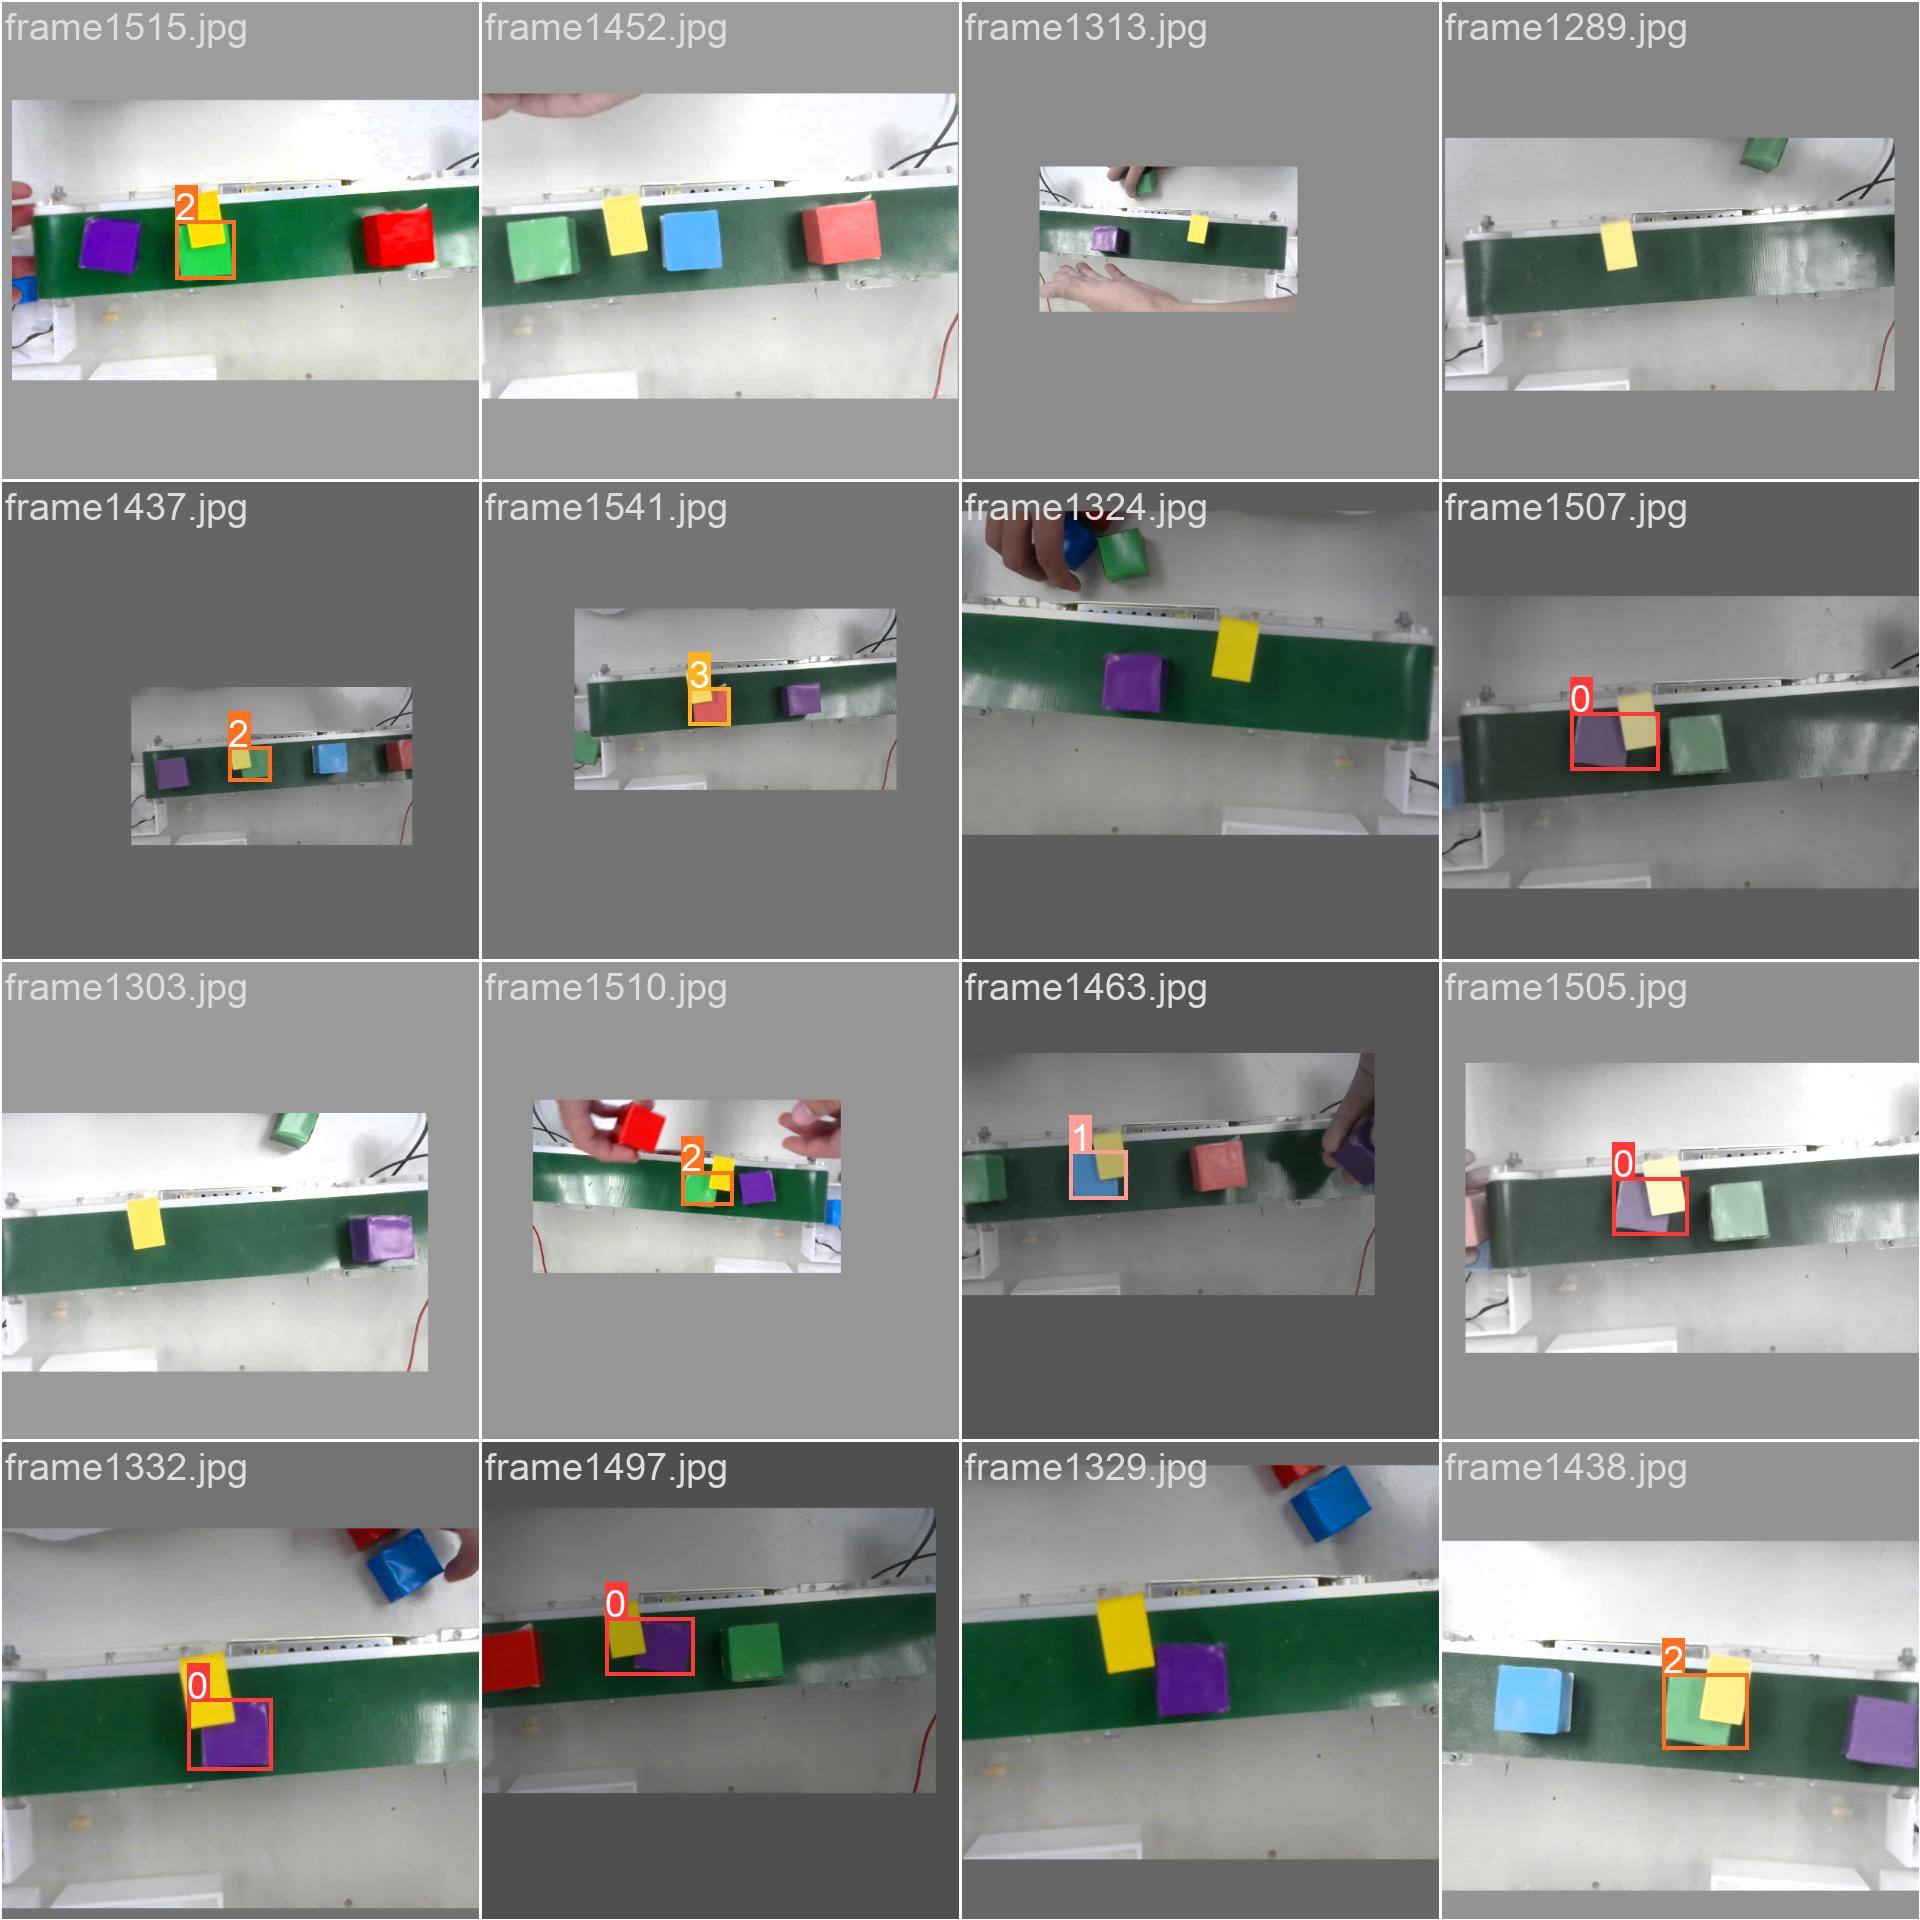 frame1515.jpg
frame1452.jpg
frame1313.jpg
frame1289.jpg
2
frame1437.jpg
frame1541.jpg
frame1324.jpg
frame1507.jpg
2
3
0
frame1303.jpg
frame1510.jpg
frame1463.jpg
frame1505.jpg
2
1
0
frame1332.jpg
frame1497.jpg
frame1329.jpg
frame1438.jpg
0
0
2